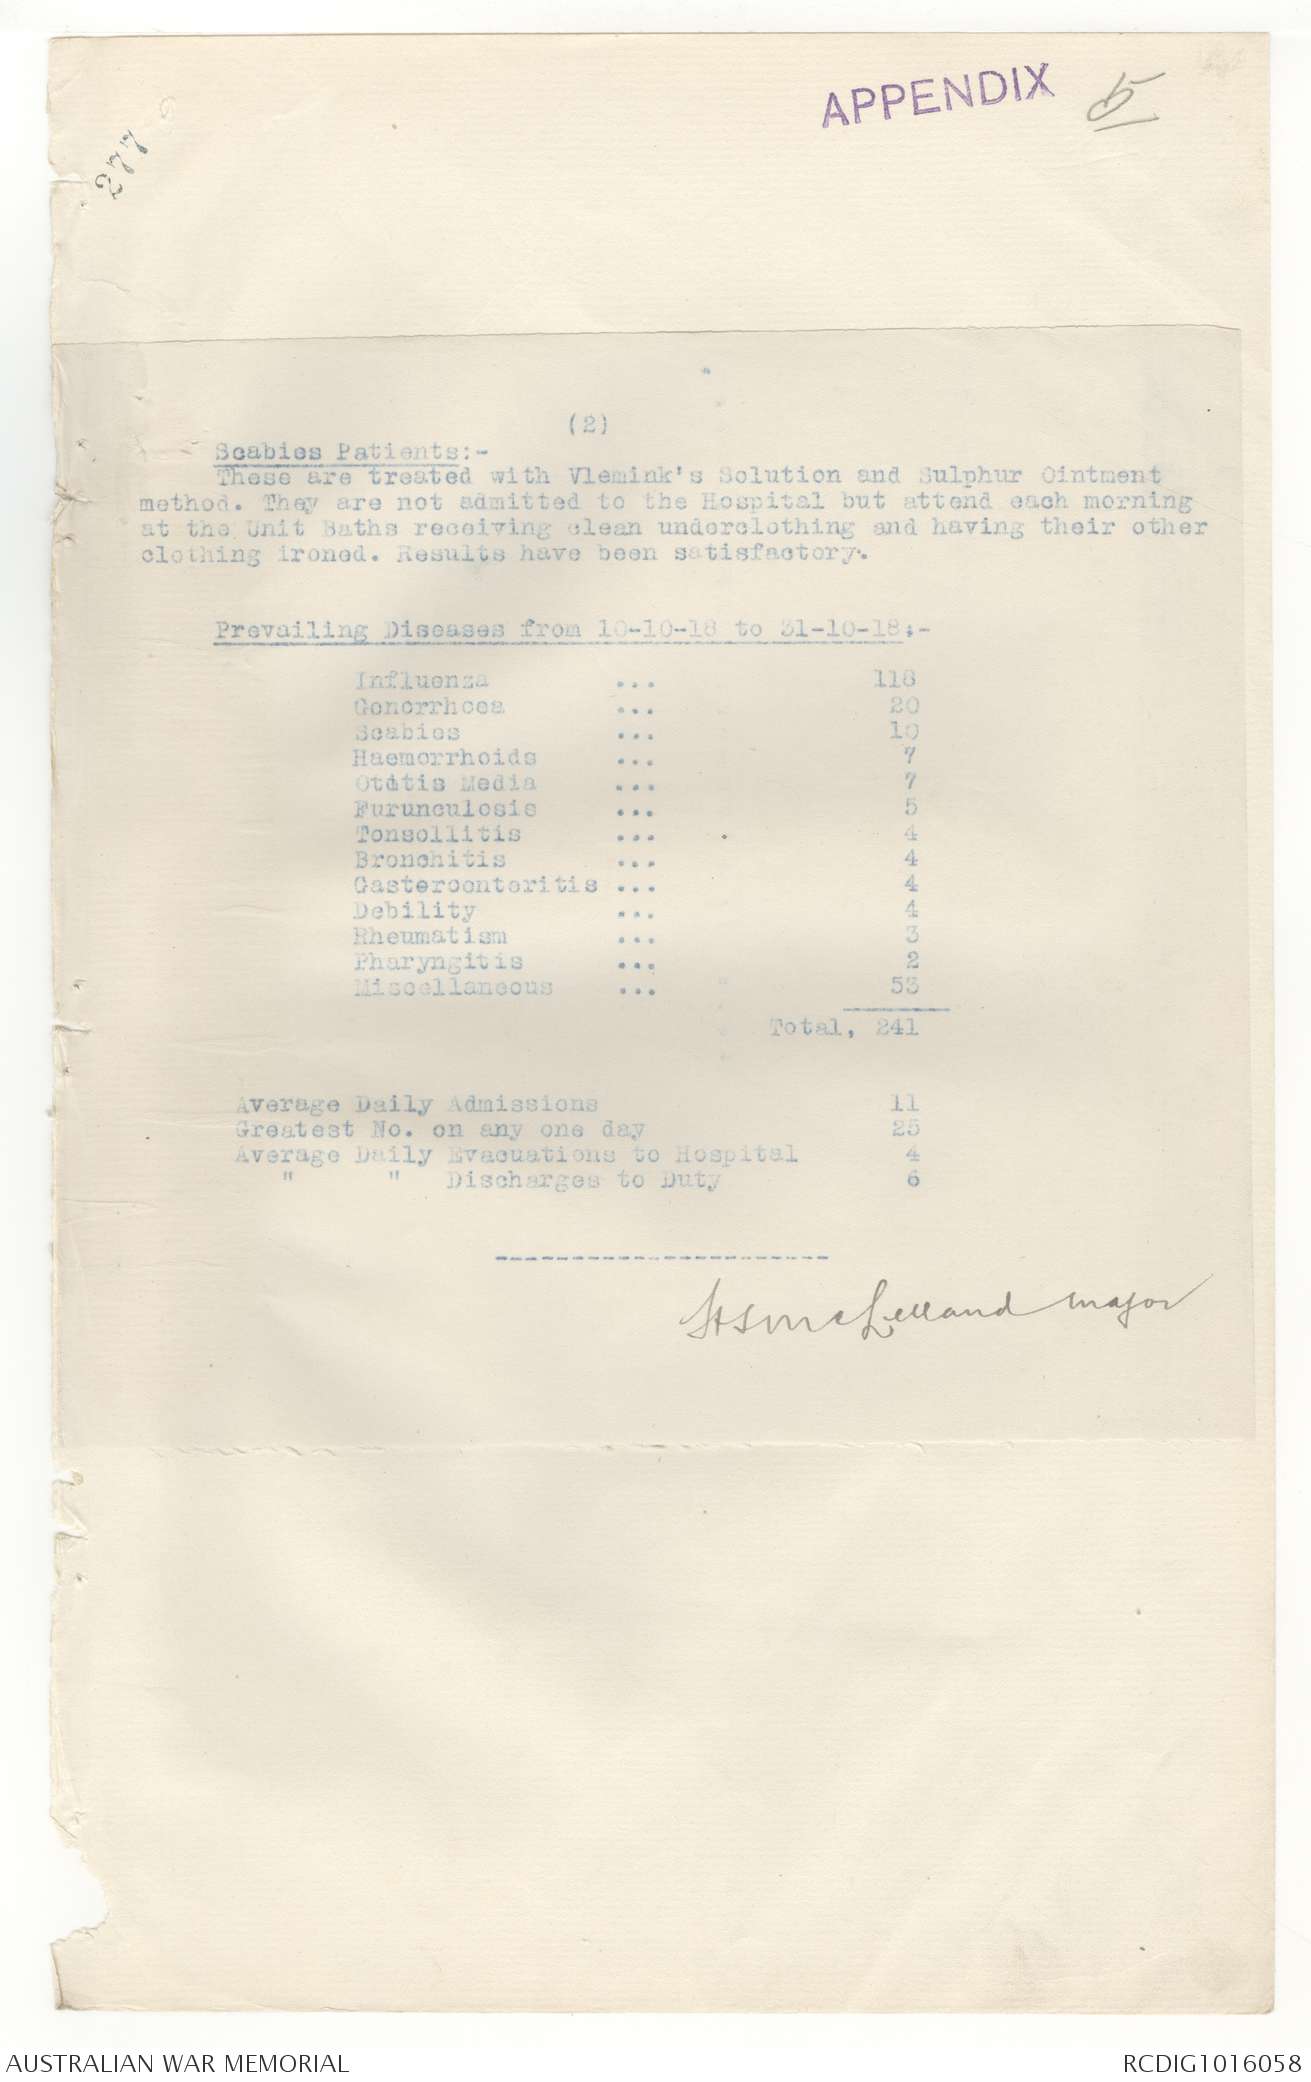 APPENDIX 5
277
(2)
Scabies Patients:-
These are treated with Vlemink's Solution and Sulphur Ointment
method. They are not admitted to the Hospital but attend each morning
at the Unit Baths receiving clean underclothing and having their other
clothing ironed. Results have been satisfactory.
Prevailing Diseases from 10-10-18 to 31-10-18:-
Influenza ... 118
Gonorrhoea ... 20
Scabies ... 10
Haemorrhoids ... 7
Otitis Media ... 7
Furunculosis ... 5
Tonsollitis ... 4
Bronchitis ... 4
Gasteroenteritis ... 4
Debility ... 4
Rheumatism ... 3
Pharyngitis ... 2
Miscellaneous ... 53
Total, 241
Average Daily Admissions 11
Greatest No. on any one day 25
Average Daily Evacuations to Hospital 4
" " Discharges to Duty 6
----------------------
McLelland Major
AUSTRALIAN WAR MEMORIAL RCDIG1016058